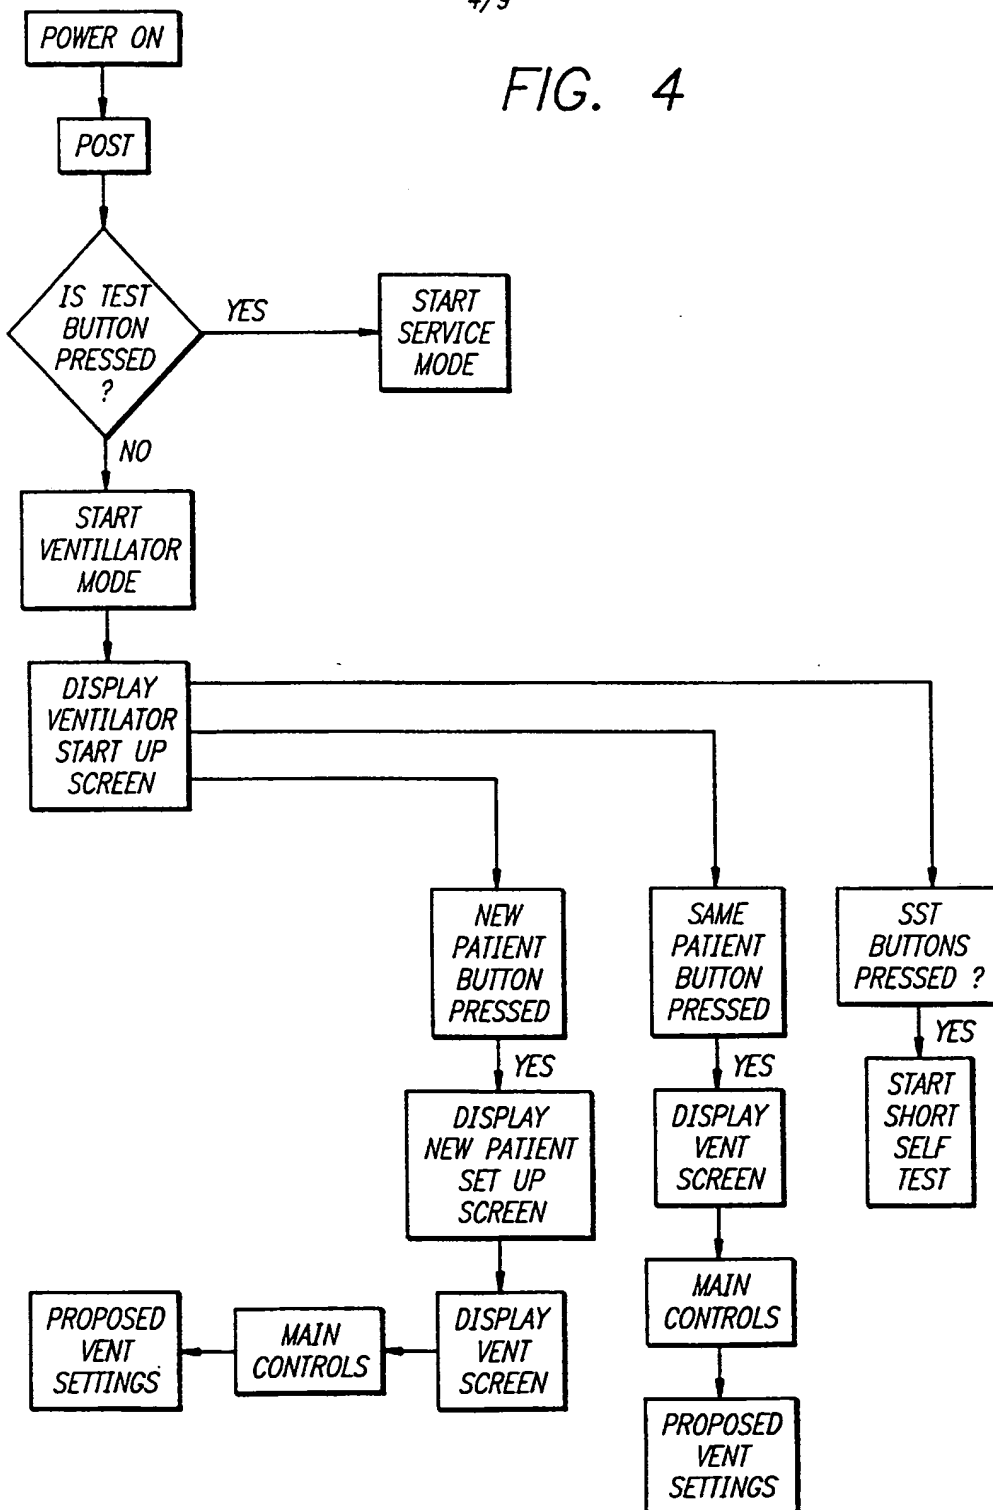 4/9
FIG. 4
POWER ON
POST
IS TEST
BUTTON
PRESSED
?
YES
START
SERVICE
MODE
NO
START
VENTILLATOR
MODE
DISPLAY
VENTILATOR
START UP
SCREEN
NEW
PATIENT
BUTTON
PRESSED
SAME
PATIENT
BUTTON
PRESSED
SST
BUTTONS
PRESSED ?
YES
YES
YES
DISPLAY
NEW PATIENT
SET UP
SCREEN
DISPLAY
VENT
SCREEN
START
SHORT
SELF
TEST
PROPOSED
VENT
SETTINGS
MAIN
CONTROLS
DISPLAY
VENT
SCREEN
MAIN
CONTROLS
PROPOSED
VENT
SETTINGS